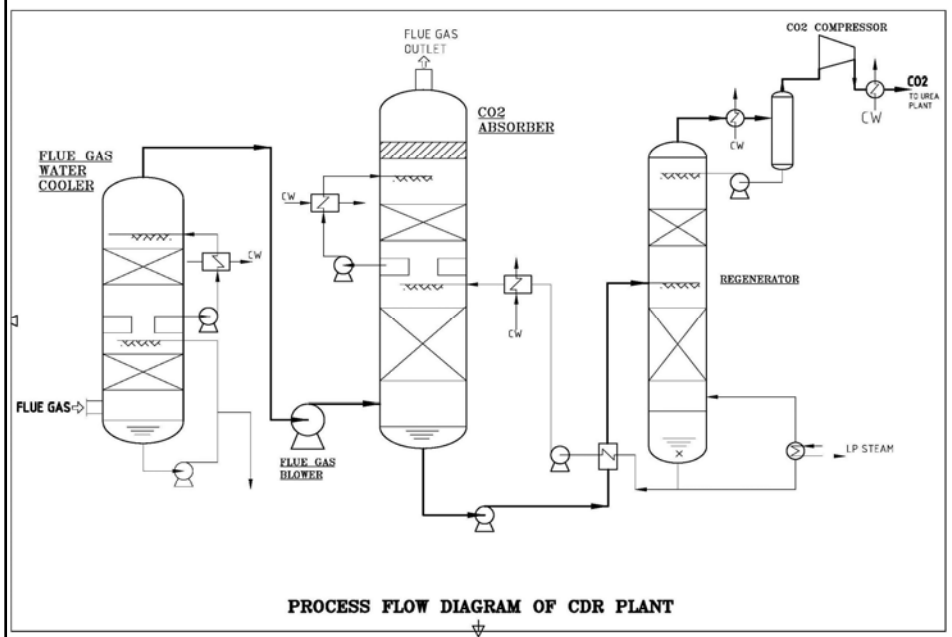 CO2 COMPRESSOR
FLUE GAS
OUTLET
CO2
TO UREA
PLANT
CW
CO2
ABSORBER
FLUE GAS
WATER
COOLER
CW
CW
CW
REGENERATOR
CW
FLUE GAS
LP STEAM
FLUE GAS
BLOWER
PROCESS FLOW DIAGRAM OF CDR PLANT